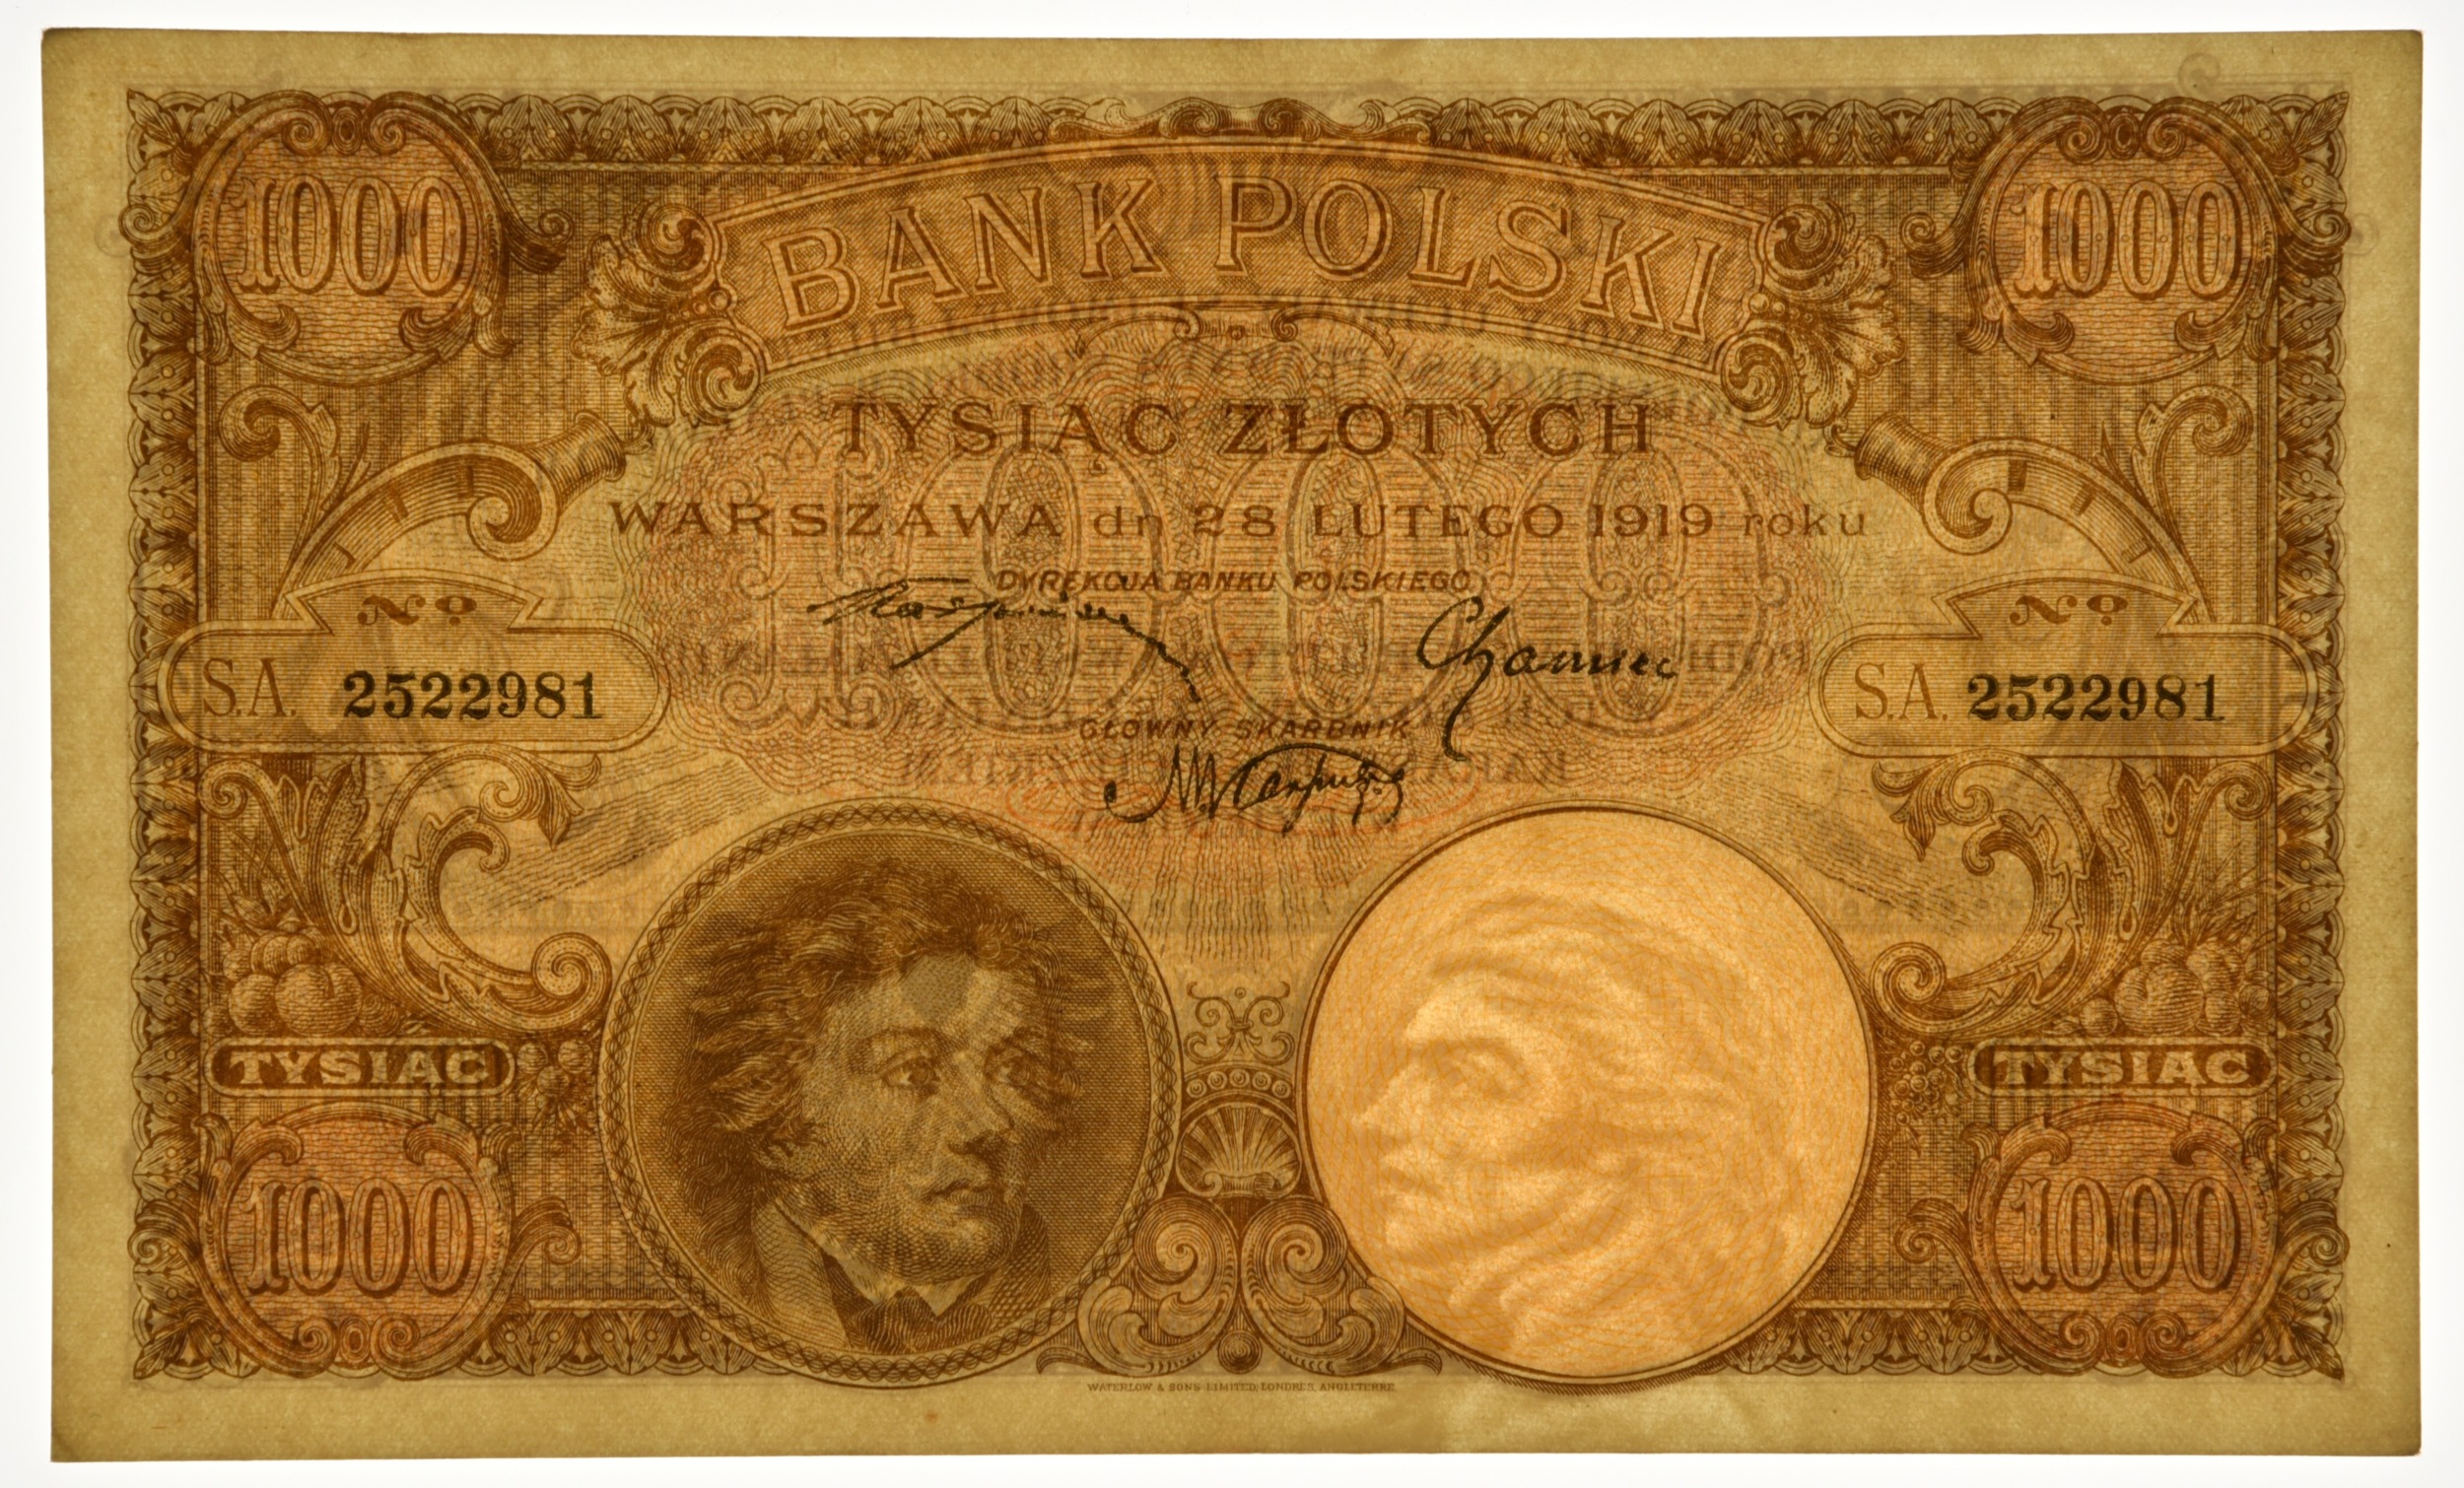 1000
1000
BANK POLSKI
TYSIĄC ZŁOTYCH
WARSZAWA dn 28 LUTEGO 1919 roku
DYREKCJA BANKU POLSKIEGO
No
No
S.A. 2522981
S.A. 2522981
GŁOWNY SKARBNIK
TYSIĄC
TYSIĄC
1000
1000
WATERLOW & SONS LIMITED, LONDRES, ANGLETERRE.